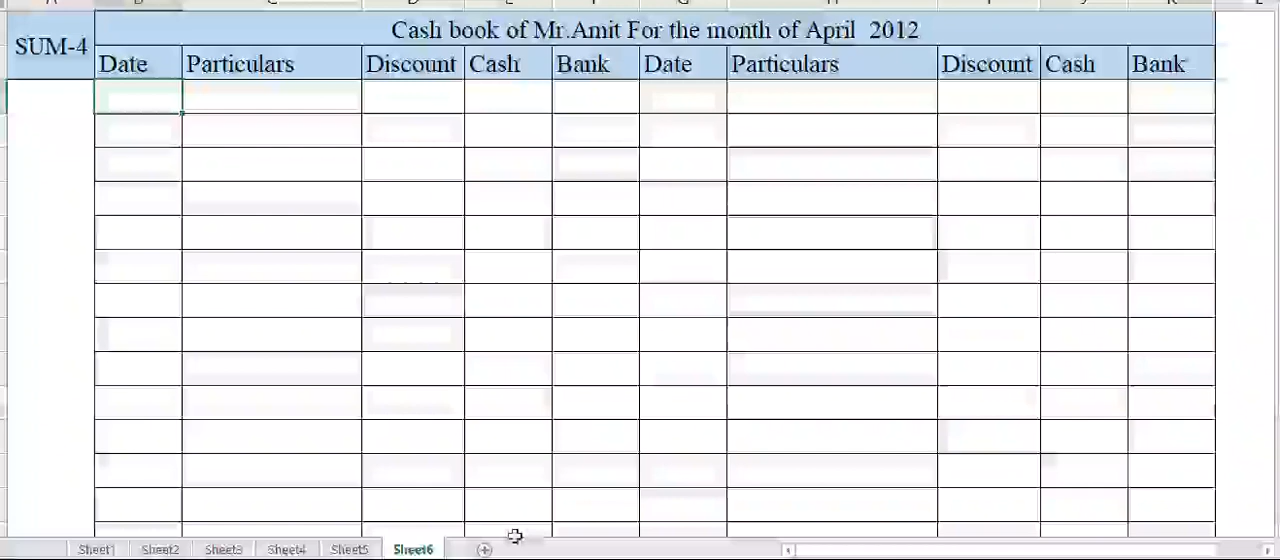 Cash book of Mr.Amit For the month of April 2012
SUM-4
Date Particulars Discount Cash Bank Date Particulars Discount Cash Bank
Sheet1 Sheet2 Sheet3 Sheet4 Sheet5 Sheet6